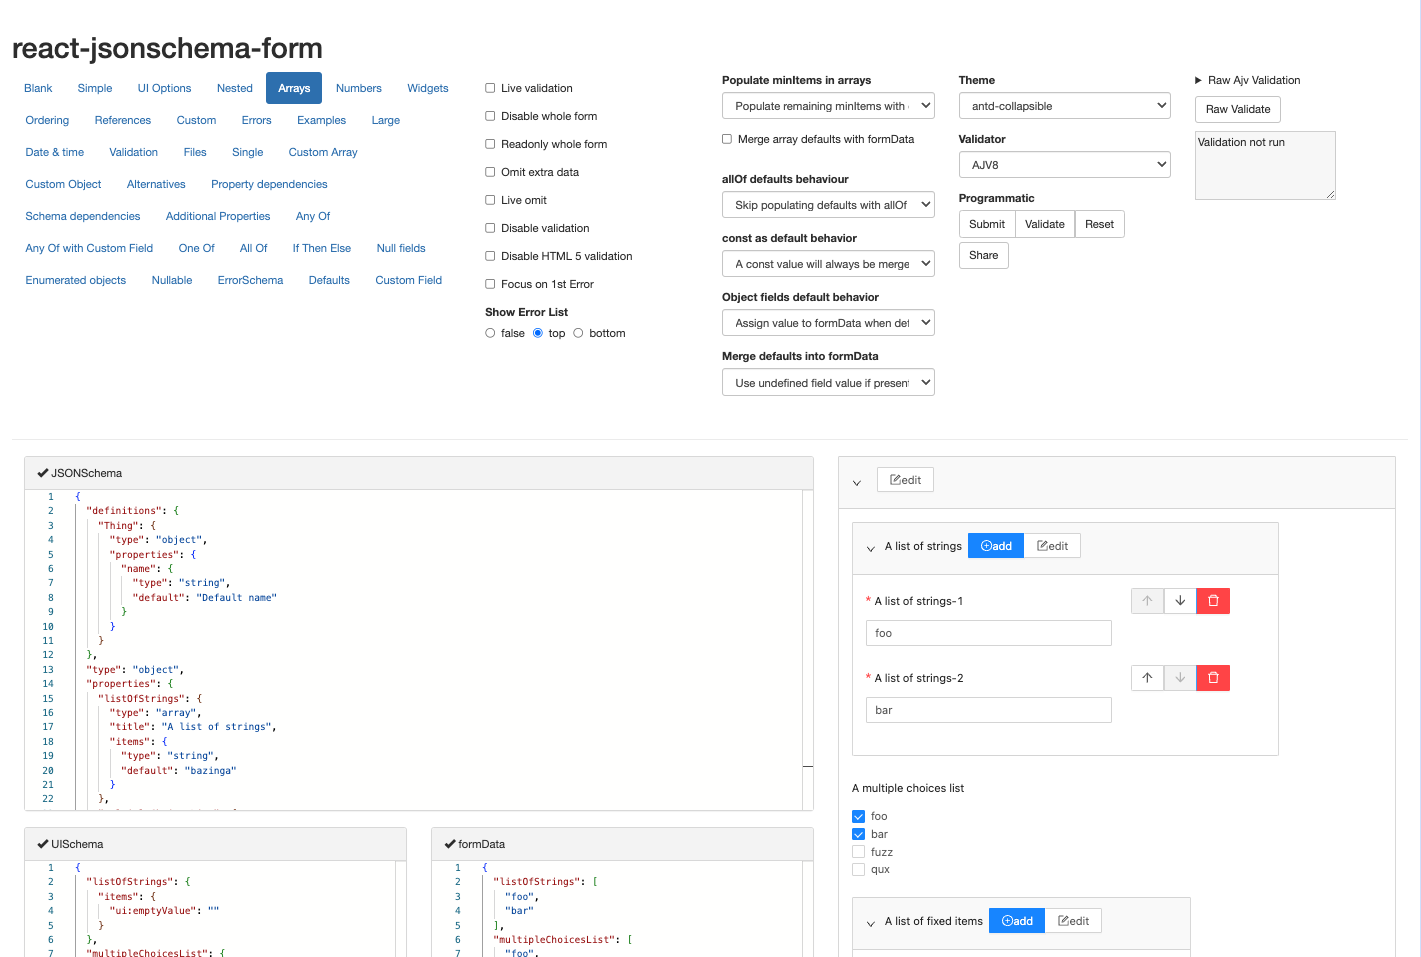 react-jsonschema-form
Blank Simple UI Options Nested Arrays Numbers Widgets
Ordering References Custom Errors Examples Large
Date & time Validation Files Single Custom Array
Custom Object Alternatives Property dependencies
Schema dependencies Additional Properties Any Of
Any Of with Custom Field One Of All Of If Then Else Null fields
Enumerated objects Nullable ErrorSchema Defaults Custom Field
Live validation
Disable whole form
Readonly whole form
Omit extra data
Live omit
Disable validation
Disable HTML 5 validation
Focus on 1st Error
Show Error List
false top bottom
Populate minItems in arrays
Populate remaining minItems with
Merge array defaults with formData
allOf defaults behaviour
Skip populating defaults with allOf
const as default behavior
A const value will always be merge
Object fields default behavior
Assign value to formData when def
Merge defaults into formData
Use undefined field value if present
Theme
antd-collapsible
Validator
AJV8
Programmatic
Submit Validate Reset
Share
Raw Ajv Validation
Raw Validate
Validation not run
JSONSchema
1 {
2 "definitions": {
3 "Thing": {
4 "type": "object",
5 "properties": {
6 "name": {
7 "type": "string",
8 "default": "Default name"
9 }
10 }
11 }
12 },
13 "type": "object",
14 "properties": {
15 "listOfStrings": {
16 "type": "array",
17 "title": "A list of strings",
18 "items": {
19 "type": "string",
20 "default": "bazinga"
21 }
22 },
UISchema
1 {
2 "listOfStrings": {
3 "items": {
4 "ui:emptyValue": ""
5 }
6 },
7 "multipleChoicesList": {
formData
1 {
2 "listOfStrings": [
3 "foo",
4 "bar"
5 ],
6 "multipleChoicesList": [
7 "foo",
edit
A list of strings add edit
* A list of strings-1
foo
* A list of strings-2
bar
A multiple choices list
foo
bar
fuzz
qux
A list of fixed items add edit